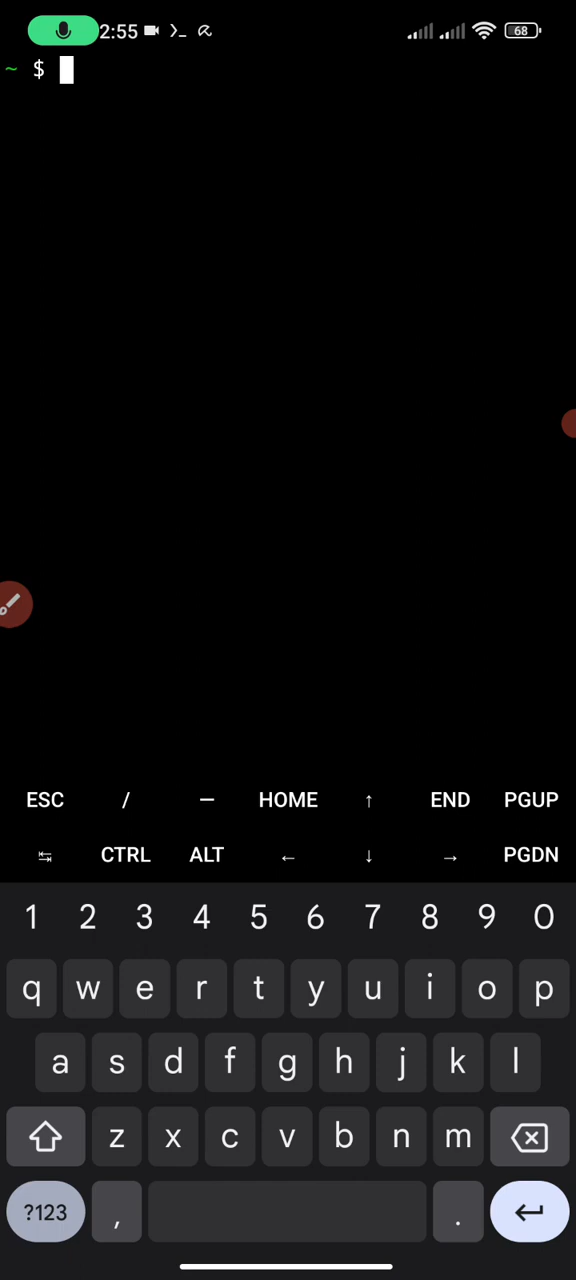 2:55 68
~ $
ESC / — HOME ↑ END PGUP
↹ CTRL ALT ← ↓ → PGDN
1 2 3 4 5 6 7 8 9 0
q w e r t y u i o p
a s d f g h j k l
z x c v b n m
?123 , .